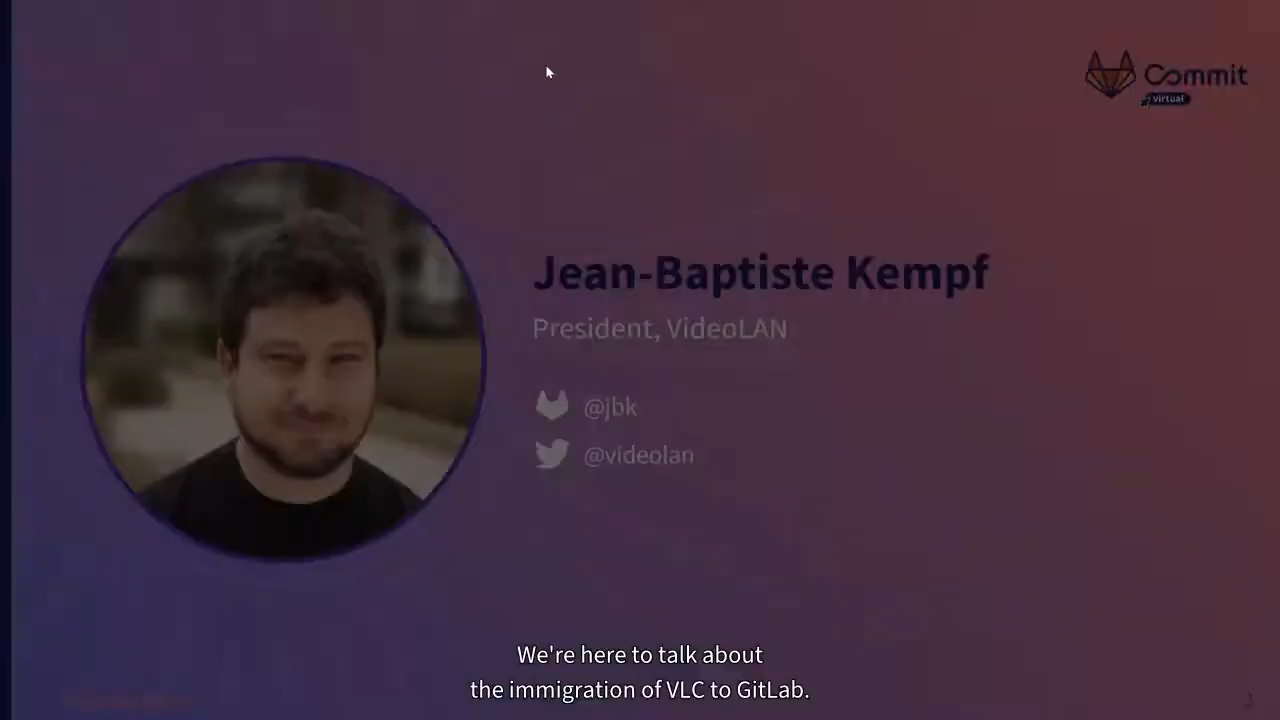 Commit
virtual
Jean-Baptiste Kempf
President, VideoLAN
@jbk
@videolan
We're here to talk about
the immigration of VLC to GitLab.